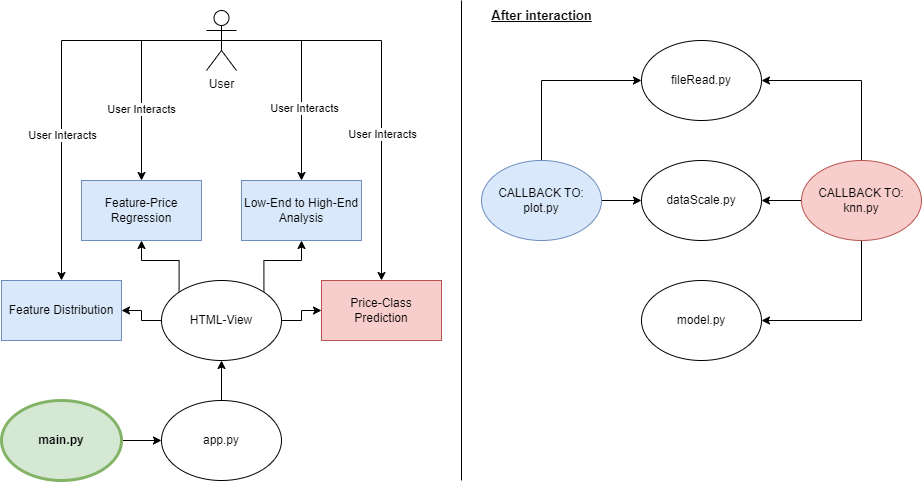 User
User Interacts
User Interacts
User Interacts
User Interacts
Feature-Price
Regression
Low-End to High-End
Analysis
Feature Distribution
HTML-View
Price-Class
Prediction
main.py
app.py
After interaction
fileRead.py
CALLBACK TO:
plot.py
dataScale.py
CALLBACK TO:
knn.py
model.py